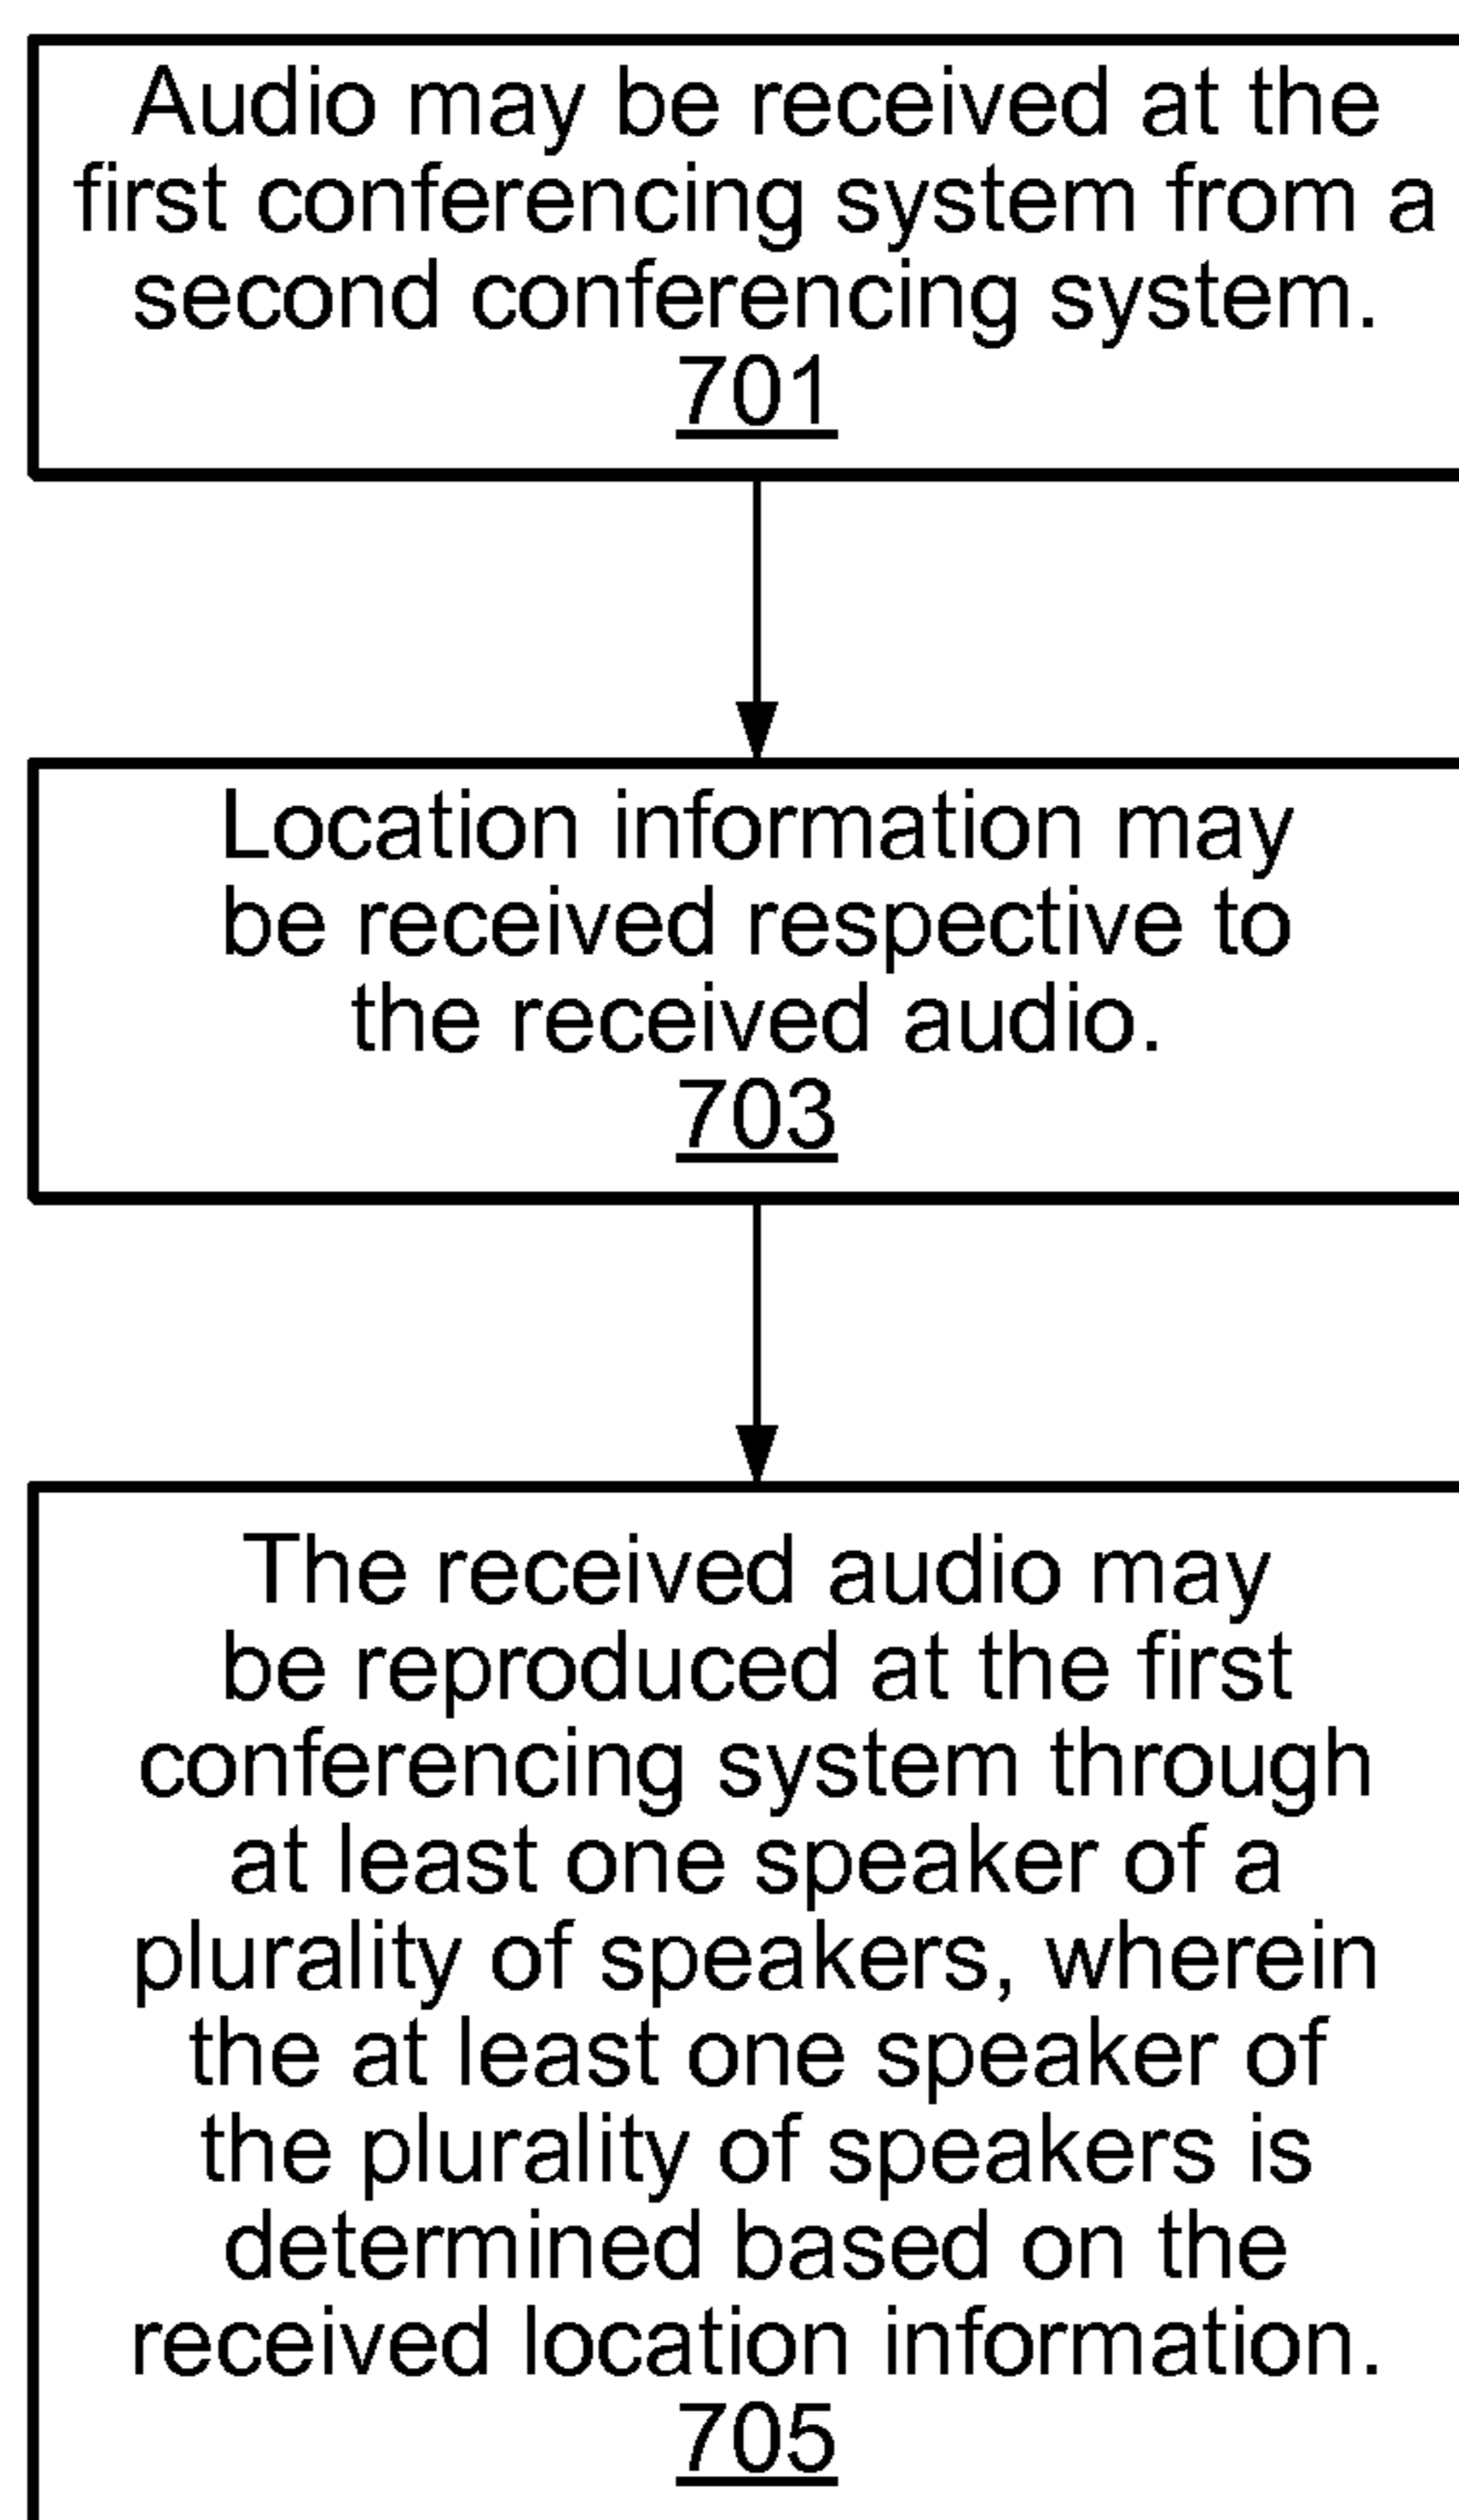 Audio may be received at the
first conferencing system from a
second conferencing system.
701
Location information may
be received respective to
the received audio.
703
The received audio may
be reproduced at the first
conferencing system through
at least one speaker of a
plurality of speakers, wherein
the at least one speaker of
the plurality of speakers is
determined based on the
received location information.
705